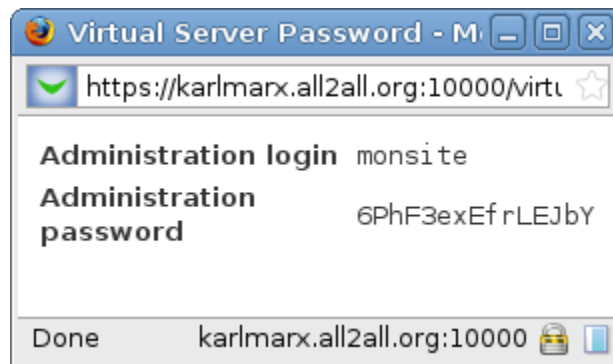 Virtual Server Password - M
https://karlmarx.all2all.org:10000/virtu
Administration login monsite
Administration password 6PhF3exEfrLEJbY
Done karlmarx.all2all.org:10000